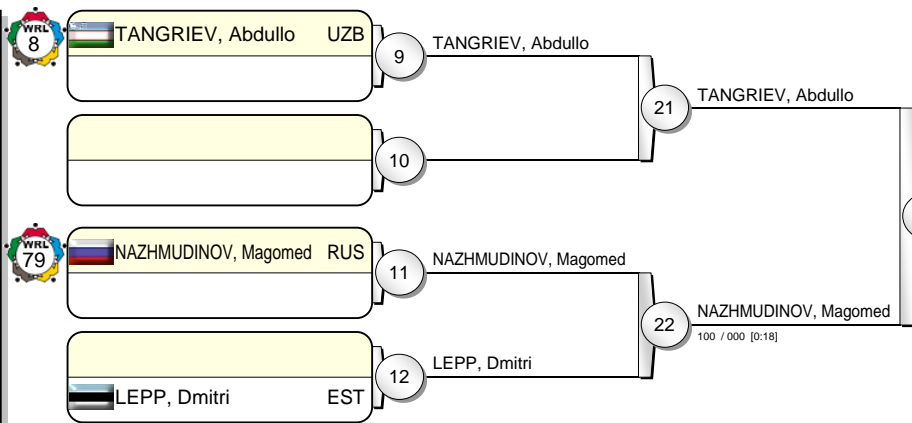 WRL
8
TANGRIEV, Abdullo UZB
9
TANGRIEV, Abdullo
10
21
TANGRIEV, Abdullo
WRL
79
NAZHMUDINOV, Magomed RUS
11
NAZHMUDINOV, Magomed
22
NAZHMUDINOV, Magomed
100 / 000 [0:18]
12
LEPP, Dmitri
LEPP, Dmitri EST